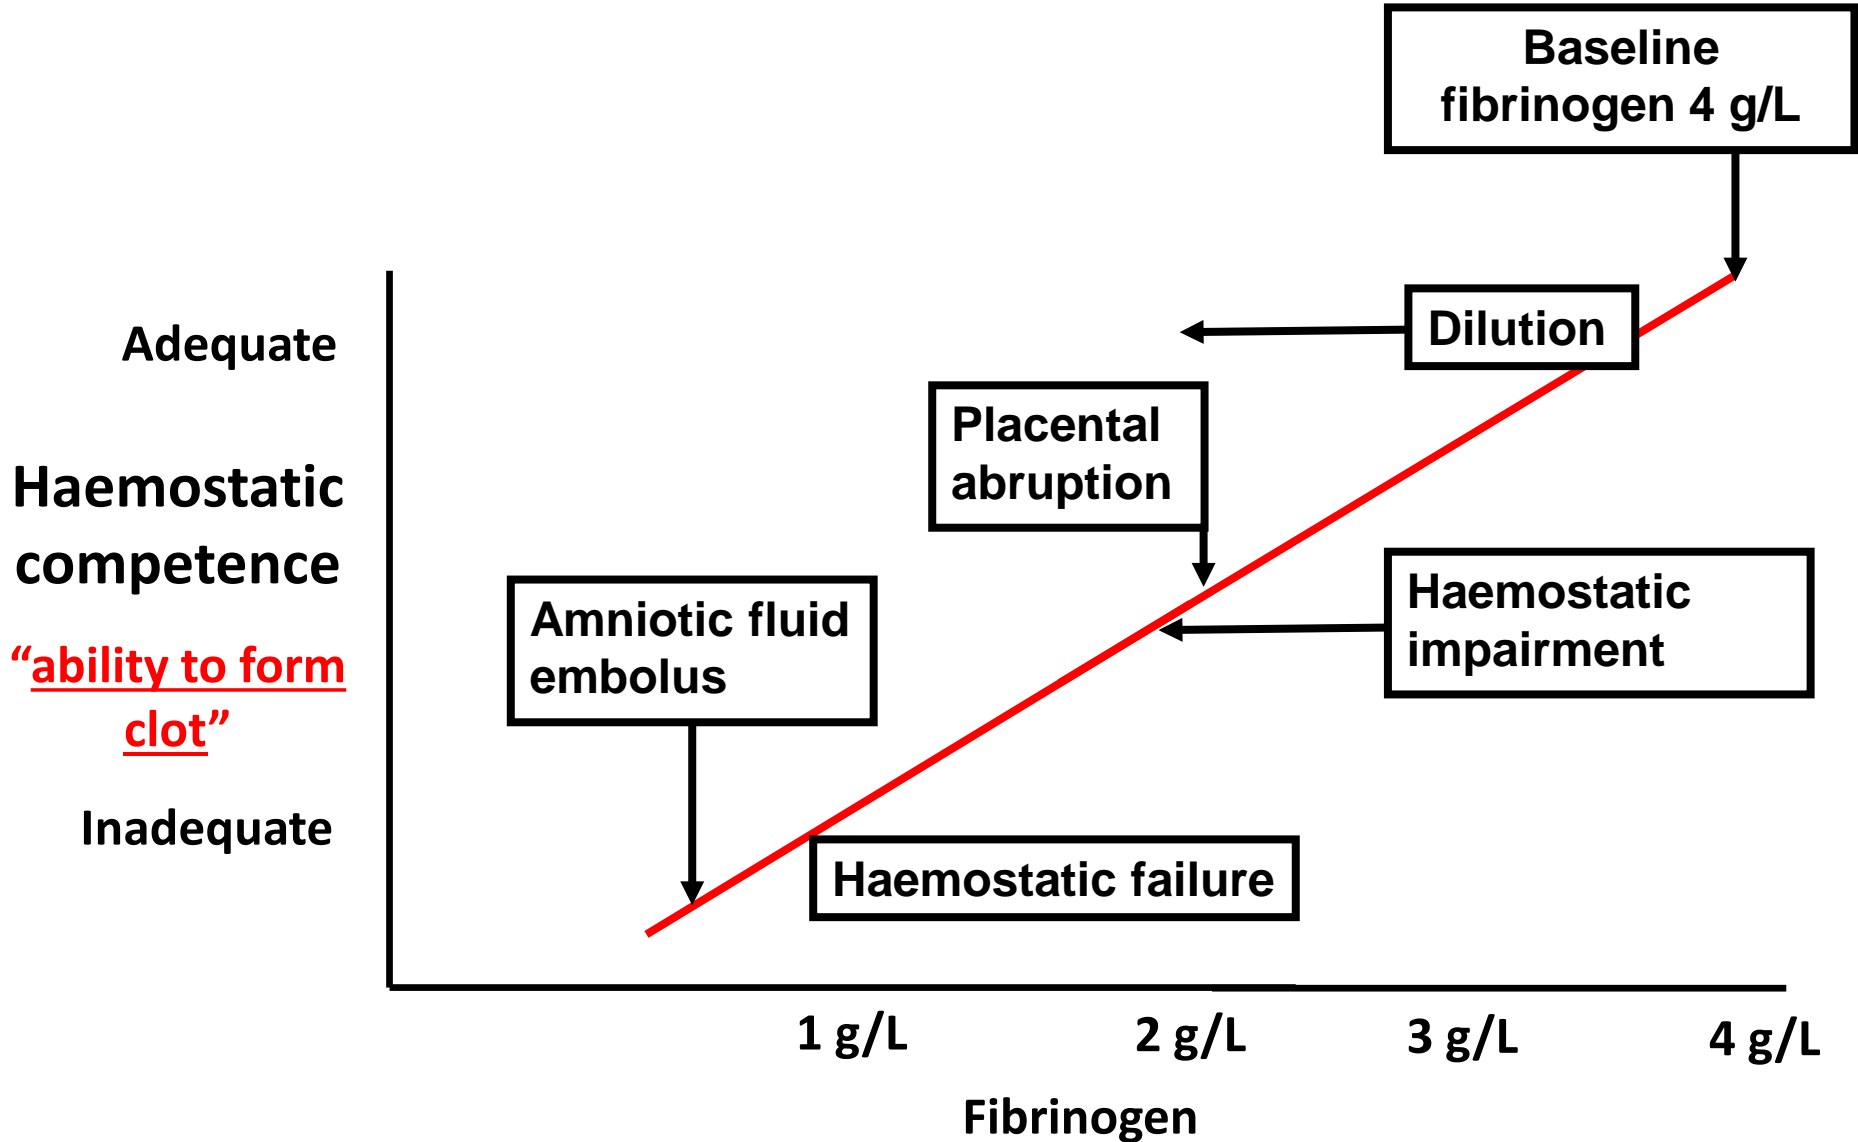 Baseline
fibrinogen 4 g/L
Adequate
Dilution
Placental
abruption
Haemostatic
competence
Haemostatic
impairment
Amniotic fluid
embolus
“ability to form
clot”
Inadequate
Haemostatic failure
1 g/L
2 g/L
3 g/L
4 g/L
Fibrinogen